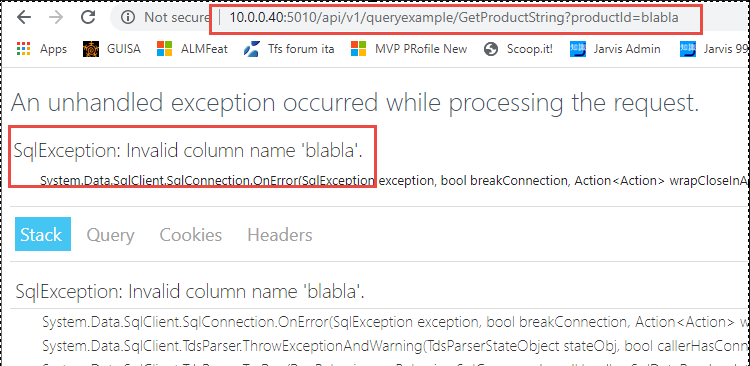 Not secure | 10.0.0.40:5010/api/v1/queryexample/GetProductString?productId=blabla
Apps GUISA ALMFeat Tfs forum ita MVP PRofile New Scoop.it! Jarvis Admin Jarvis 99
An unhandled exception occurred while processing the request.
SqlException: Invalid column name 'blabla'.
System.Data.SqlClient.SqlConnection.OnError(SqlException exception, bool breakConnection, Action<Action> wrapCloseInA
Stack Query Cookies Headers
SqlException: Invalid column name 'blabla'.
System.Data.SqlClient.SqlConnection.OnError(SqlException exception, bool breakConnection, Action<Action> w
System.Data.SqlClient.TdsParser.ThrowExceptionAndWarning(TdsParserStateObject stateObj, bool callerHasConn